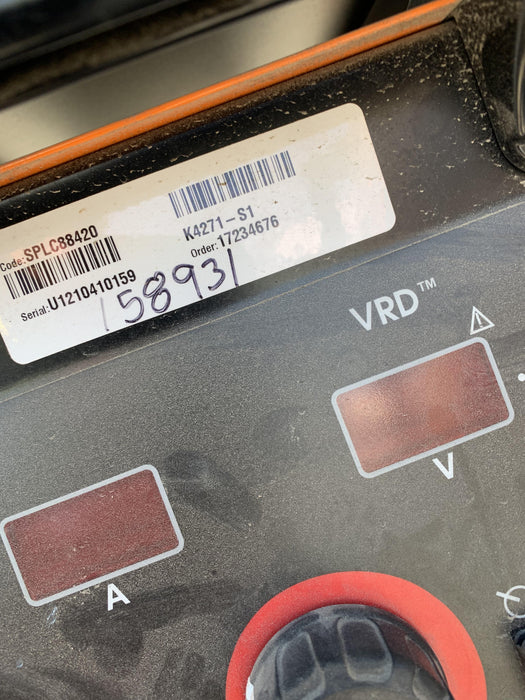 Code: SPLC88420
K4271-S1
Order: 17234676
Serial: U1210410159
158931
VRD™
V
A